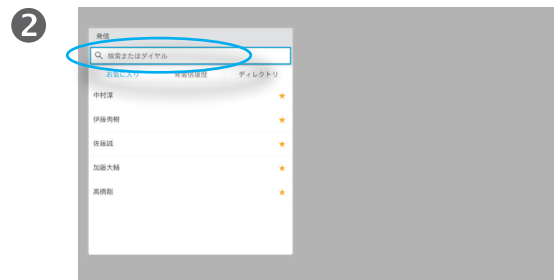 2
発信
検索またはダイヤル
お気に入り 発着信履歴 ディレクトリ
中村澤
伊藤秀樹
佐藤誠
加藤大輔
高橋剛